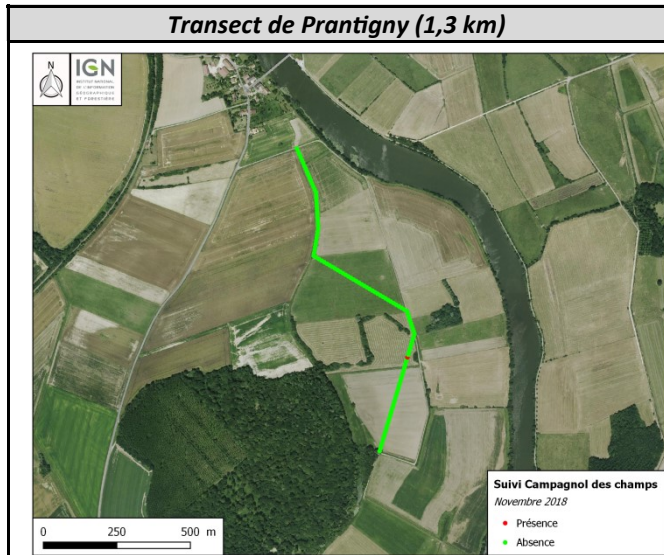 Transect de Prantigny (1,3 km)
N
IGN
INSTITUT NATIONAL
DE L'INFORMATION
GÉOGRAPHIQUE
ET FORESTIÈRE
Suivi Campagnol des champs
Novembre 2018
Présence
Absence
0 250 500 m